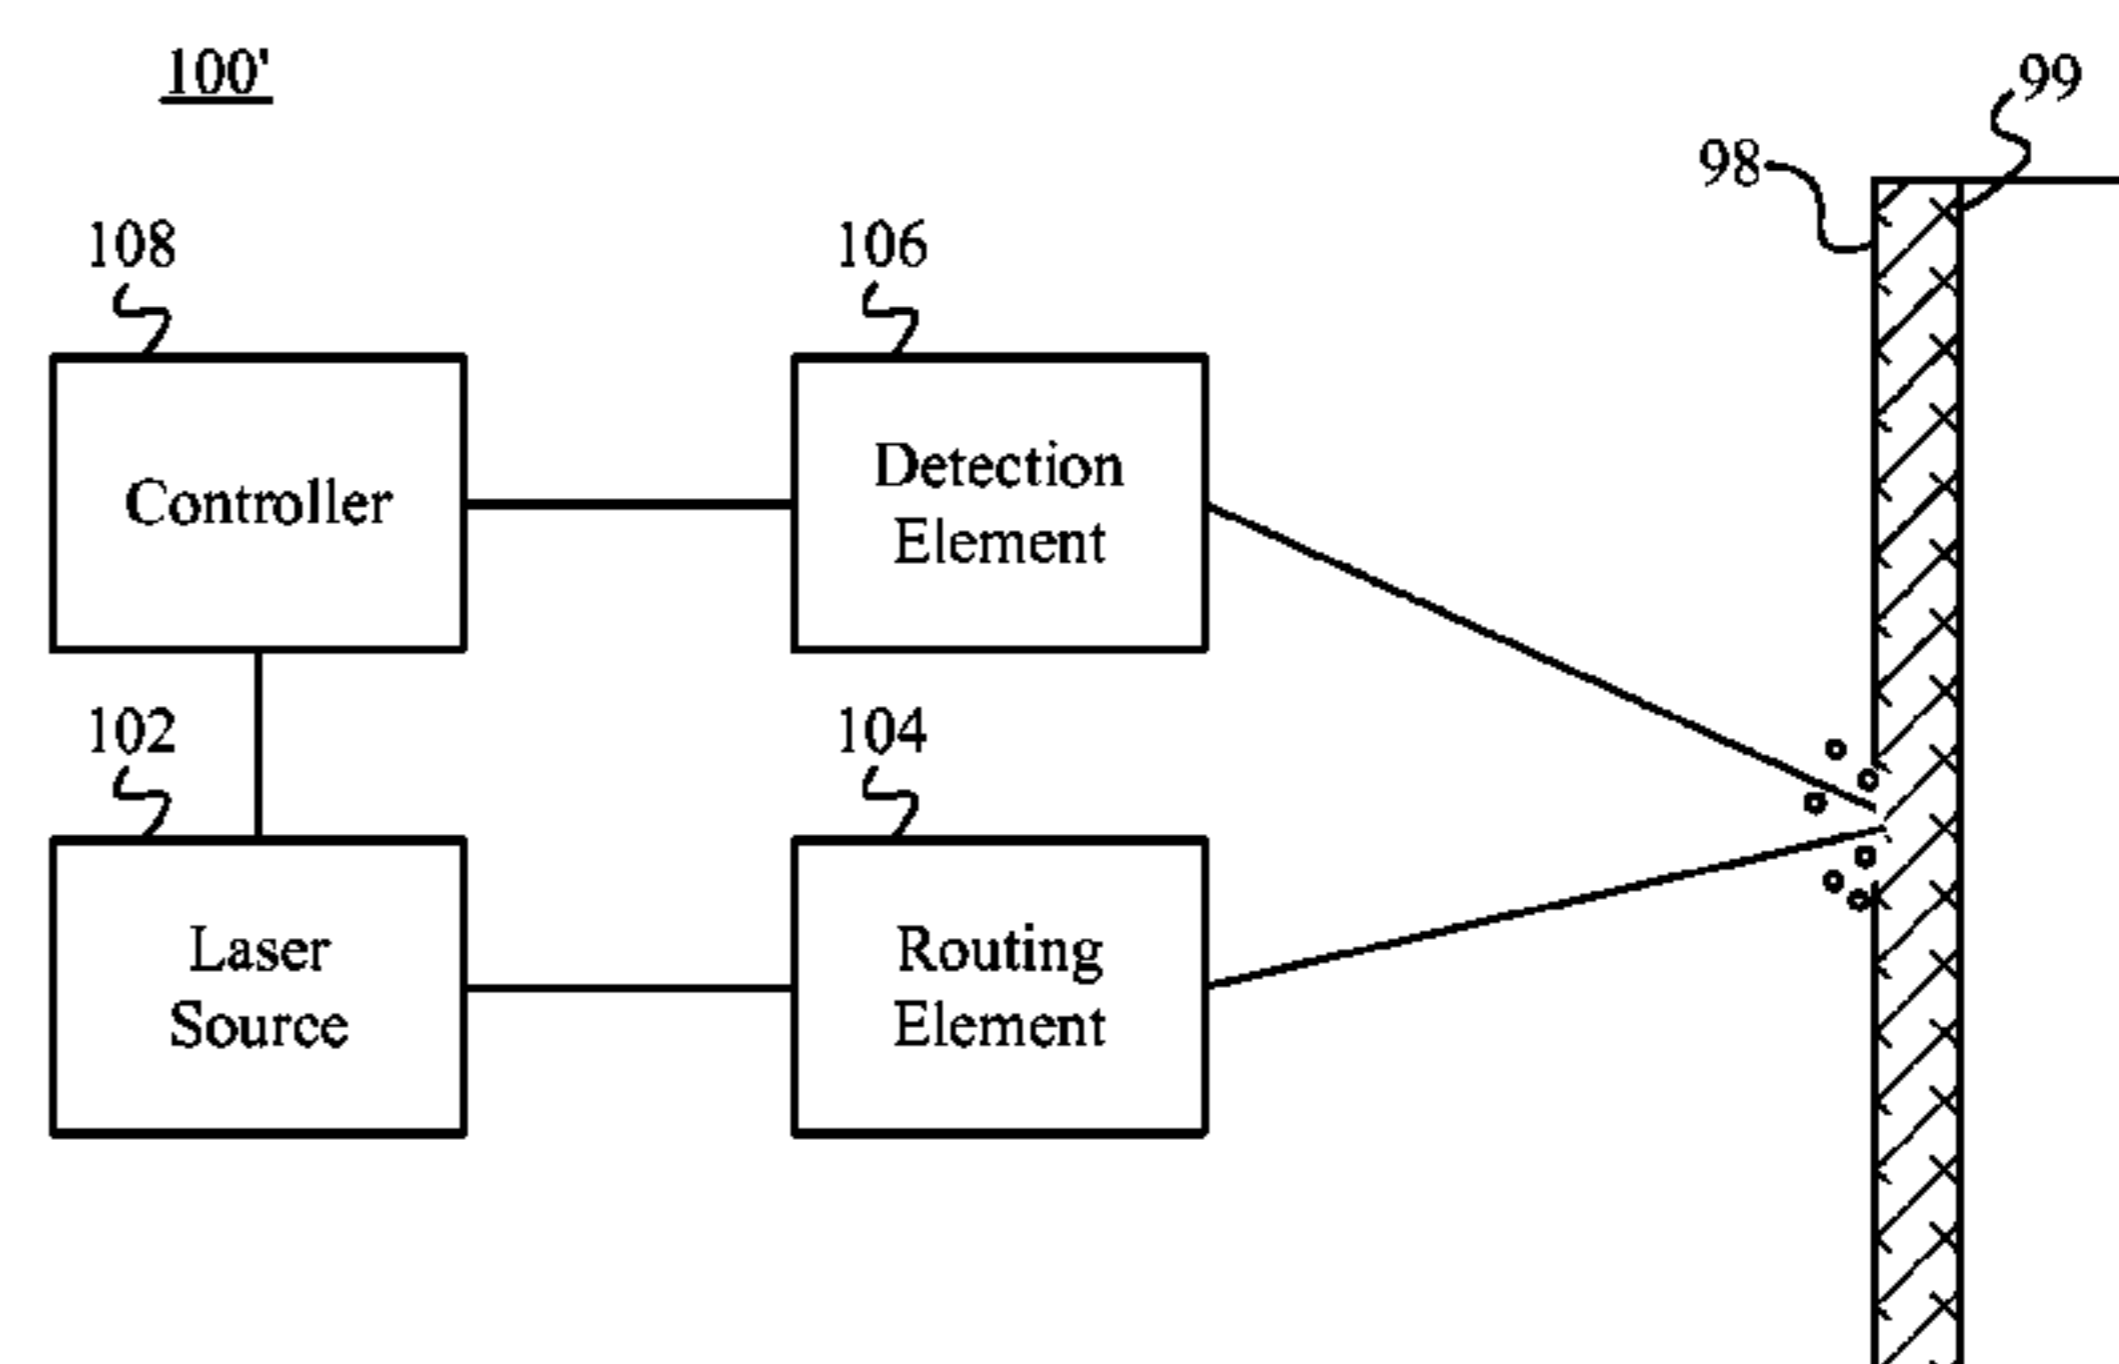 100'
99
98
108
106
Controller
Detection
Element
102
104
Laser
Source
Routing
Element